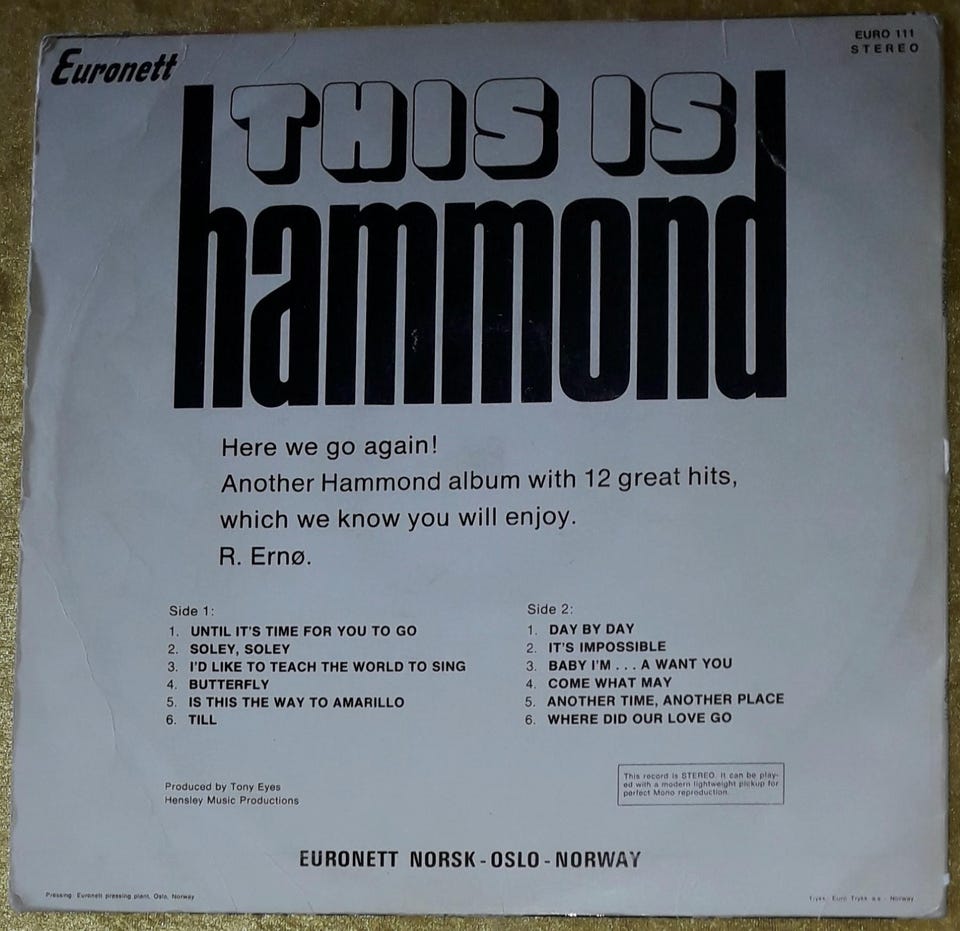 Euronett
EURO 111
STEREO
THIS IS
hammond
Here we go again!
Another Hammond album with 12 great hits,
which we know you will enjoy.
R. Ernø.
Side 1:
1. UNTIL IT'S TIME FOR YOU TO GO
2. SOLEY, SOLEY
3. I'D LIKE TO TEACH THE WORLD TO SING
4. BUTTERFLY
5. IS THIS THE WAY TO AMARILLO
6. TILL
Side 2:
1. DAY BY DAY
2. IT'S IMPOSSIBLE
3. BABY I'M . . . A WANT YOU
4. COME WHAT MAY
5. ANOTHER TIME, ANOTHER PLACE
6. WHERE DID OUR LOVE GO
Produced by Tony Eyes
Hensley Music Productions
This record is STEREO. It can be play-
ed with a modern lightweight pickup for
perfect Mono reproduction.
EURONETT NORSK - OSLO - NORWAY
Pressing: Euronett pressing plant, Oslo, Norway
Trykk: Euro Trykk a.s - Norway